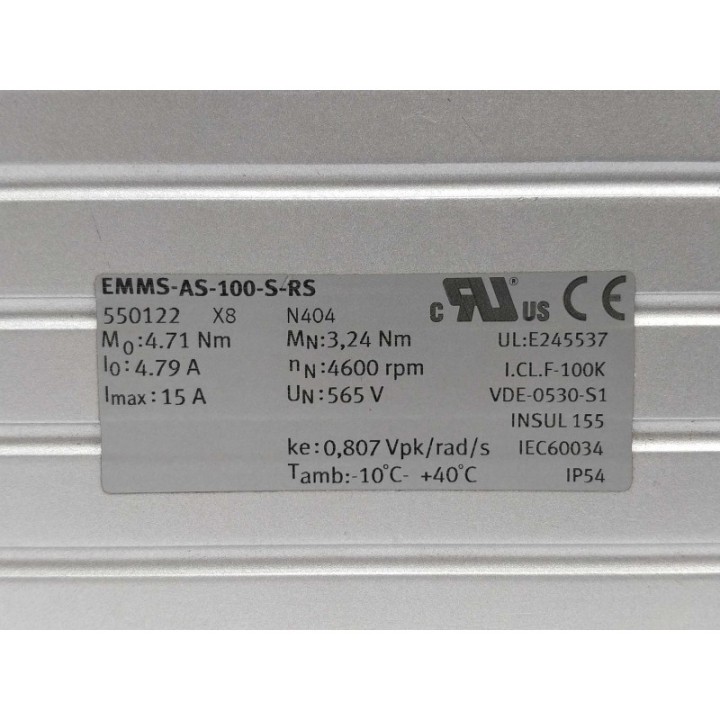 EMMS-AS-100-S-RS
550122 X8 N404 c RU US CE
M0:4.71 Nm MN:3,24 Nm UL:E245537
I0:4.79 A nN:4600 rpm I.CL.F-100K
Imax:15 A UN:565 V VDE-0530-S1
INSUL 155
ke:0,807 Vpk/rad/s IEC60034
Tamb:-10°C- +40°C IP54